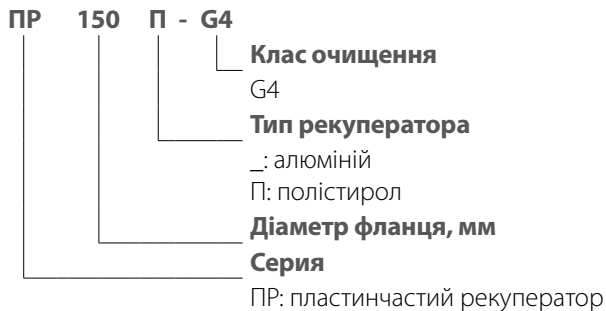 ПР 150 П - G4
Клас очищення
G4
Тип рекуператора
_: алюміній
П: полістирол
Діаметр фланця, мм
Серия
ПР: пластинчастий рекуператор